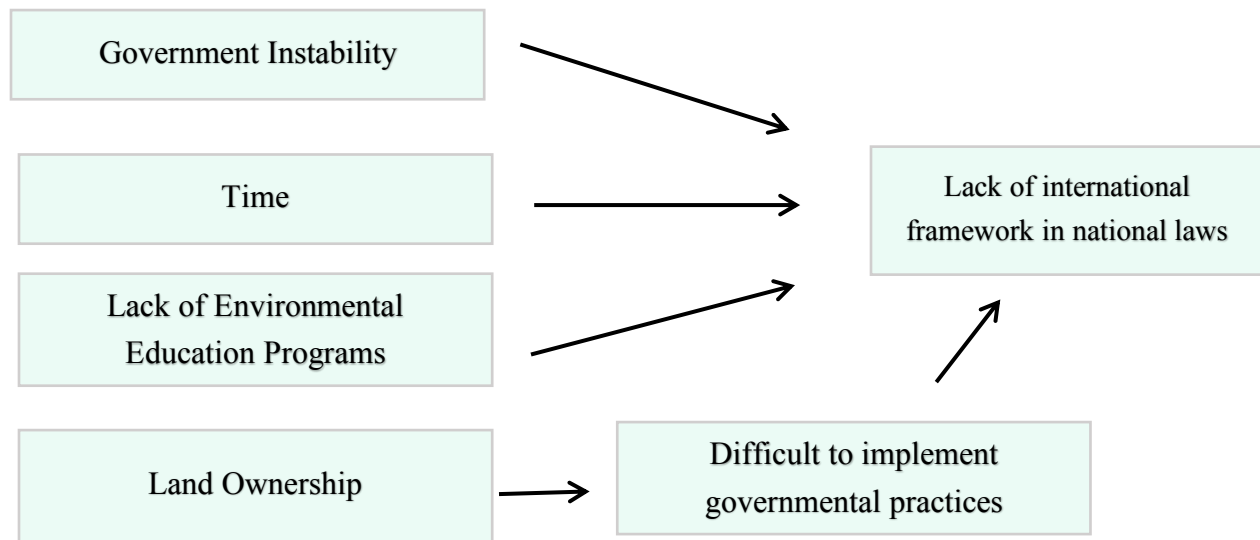 Government Instability
Time
Lack of international
framework in national laws
Lack of Environmental
Education Programs
Land Ownership
Difficult to implement
governmental practices